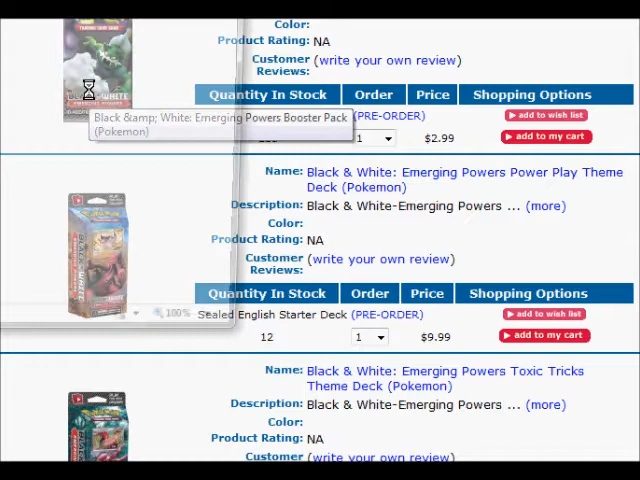 Color:
Product Rating: NA
Customer Reviews: (write your own review)
Quantity In Stock Order Price Shopping Options
(PRE-ORDER) add to wish list
1 $2.99 add to my cart
Black &amp; White: Emerging Powers Booster Pack
(Pokemon)
Name: Black & White: Emerging Powers Power Play Theme
Deck (Pokemon)
Description: Black & White-Emerging Powers ... (more)
Color:
Product Rating: NA
Customer Reviews: (write your own review)
Quantity In Stock Order Price Shopping Options
Sealed English Starter Deck (PRE-ORDER) add to wish list
100%
12 1 $9.99 add to my cart
Name: Black & White: Emerging Powers Toxic Tricks
Theme Deck (Pokemon)
Description: Black & White-Emerging Powers ... (more)
Color:
Product Rating: NA
Customer (write your own review)